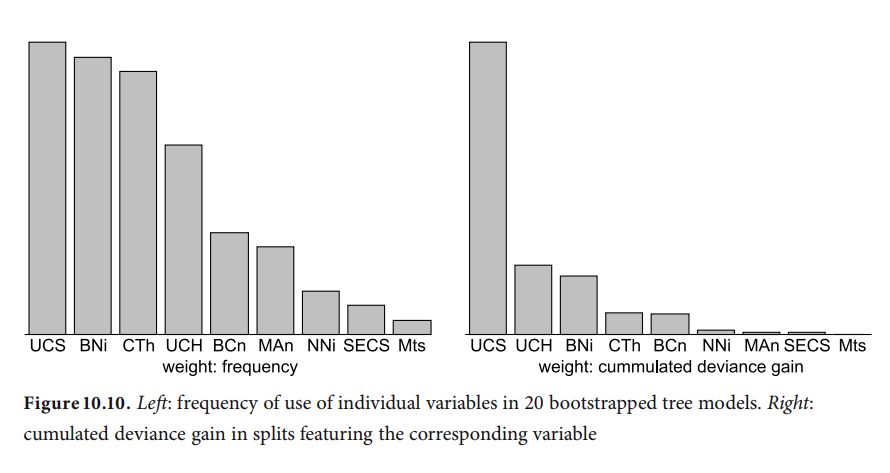 UCS BNi CTh UCH BCn MAn NNi SECS Mts
weight: frequency
UCS UCH BNi CTh BCn NNi MAn SECS Mts
weight: cummulated deviance gain
Figure 10.10. Left: frequency of use of individual variables in 20 bootstrapped tree models. Right:
cumulated deviance gain in splits featuring the corresponding variable